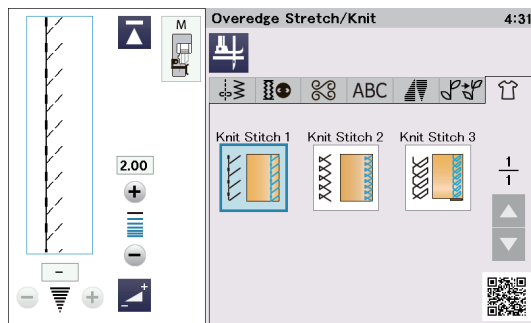 M
2.00
–
Overedge Stretch/Knit 4:31
ABC
Knit Stitch 1 Knit Stitch 2 Knit Stitch 3
1
1